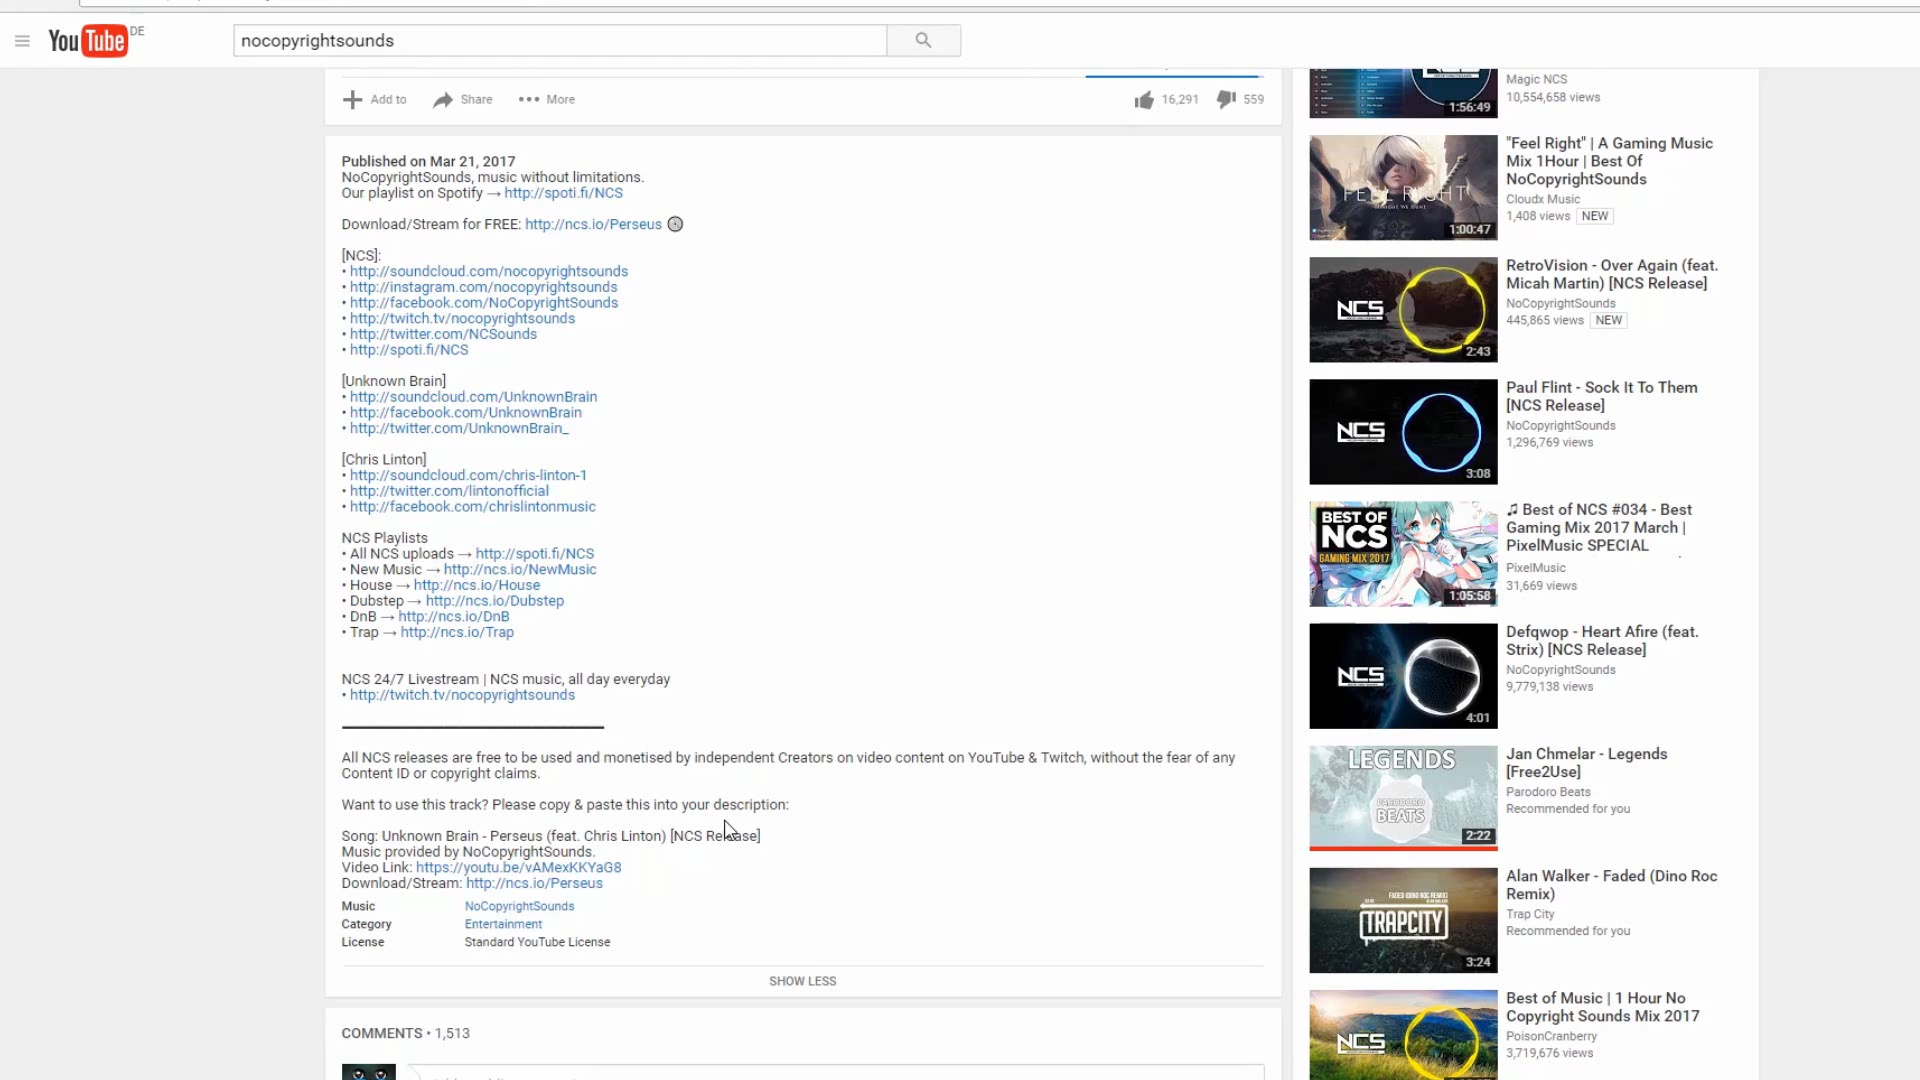 YouTube DE
nocopyrightsounds
Add to
Share
More
16,291
559
Published on Mar 21, 2017
NoCopyrightSounds, music without limitations.
Our playlist on Spotify → http://spoti.fi/NCS
Download/Stream for FREE: http://ncs.io/Perseus
[NCS]:
• http://soundcloud.com/nocopyrightsounds
• http://instagram.com/nocopyrightsounds
• http://facebook.com/NoCopyrightSounds
• http://twitch.tv/nocopyrightsounds
• http://twitter.com/NCSounds
• http://spoti.fi/NCS
[Unknown Brain]
• http://soundcloud.com/UnknownBrain
• http://facebook.com/UnknownBrain
• http://twitter.com/UnknownBrain_
[Chris Linton]
• http://soundcloud.com/chris-linton-1
• http://twitter.com/lintonofficial
• http://facebook.com/chrislintonmusic
NCS Playlists
• All NCS uploads → http://spoti.fi/NCS
• New Music → http://ncs.io/NewMusic
• House → http://ncs.io/House
• Dubstep → http://ncs.io/Dubstep
• DnB → http://ncs.io/DnB
• Trap → http://ncs.io/Trap
NCS 24/7 Livestream | NCS music, all day everyday
• http://twitch.tv/nocopyrightsounds
All NCS releases are free to be used and monetised by independent Creators on video content on YouTube & Twitch, without the fear of any
Content ID or copyright claims.
Want to use this track? Please copy & paste this into your description:
Song: Unknown Brain - Perseus (feat. Chris Linton) [NCS Release]
Music provided by NoCopyrightSounds.
Video Link: https://youtu.be/vAMexKKYaG8
Download/Stream: http://ncs.io/Perseus
Music NoCopyrightSounds
Category Entertainment
License Standard YouTube License
SHOW LESS
COMMENTS • 1,513
1:56:49
Magic NCS
10,554,658 views
FEEL RIGHT
1:00:47
"Feel Right" | A Gaming Music
Mix 1Hour | Best Of
NoCopyrightSounds
Cloudx Music
1,408 views NEW
NCS
2:43
RetroVision - Over Again (feat.
Micah Martin) [NCS Release]
NoCopyrightSounds
445,865 views NEW
NCS
3:08
Paul Flint - Sock It To Them
[NCS Release]
NoCopyrightSounds
1,296,769 views
BEST OF
NCS
GAMING MIX 2017
1:05:58
♫ Best of NCS #034 - Best
Gaming Mix 2017 March |
PixelMusic SPECIAL
PixelMusic
31,669 views
NCS
4:01
Defqwop - Heart Afire (feat.
Strix) [NCS Release]
NoCopyrightSounds
9,779,138 views
LEGENDS
PARODORO
BEATS
2:22
Jan Chmelar - Legends
[Free2Use]
Parodoro Beats
Recommended for you
TRAPCITY
3:24
Alan Walker - Faded (Dino Roc
Remix)
Trap City
Recommended for you
NCS
Best of Music | 1 Hour No
Copyright Sounds Mix 2017
PoisonCranberry
3,719,676 views